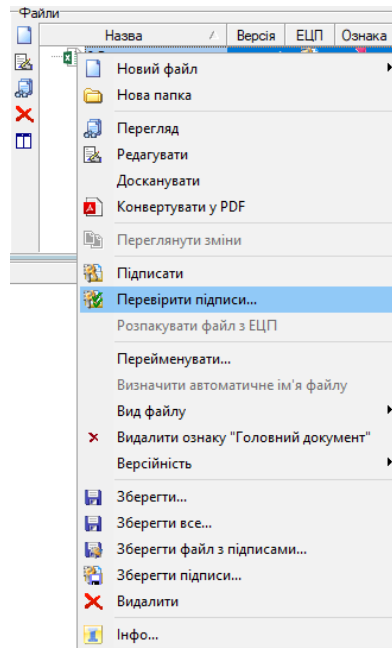 Файли
Назва Версія ЕЦП Ознака
Новий файл
Нова папка
Перегляд
Редагувати
Досканувати
Конвертувати у PDF
Переглянути зміни
Підписати
Перевірити підписи...
Розпакувати файл з ЕЦП
Перейменувати...
Визначити автоматичне ім'я файлу
Вид файлу
Видалити ознаку "Головний документ"
Версійність
Зберегти...
Зберегти все...
Зберегти файл з підписами...
Зберегти підписи...
Видалити
Інфо...